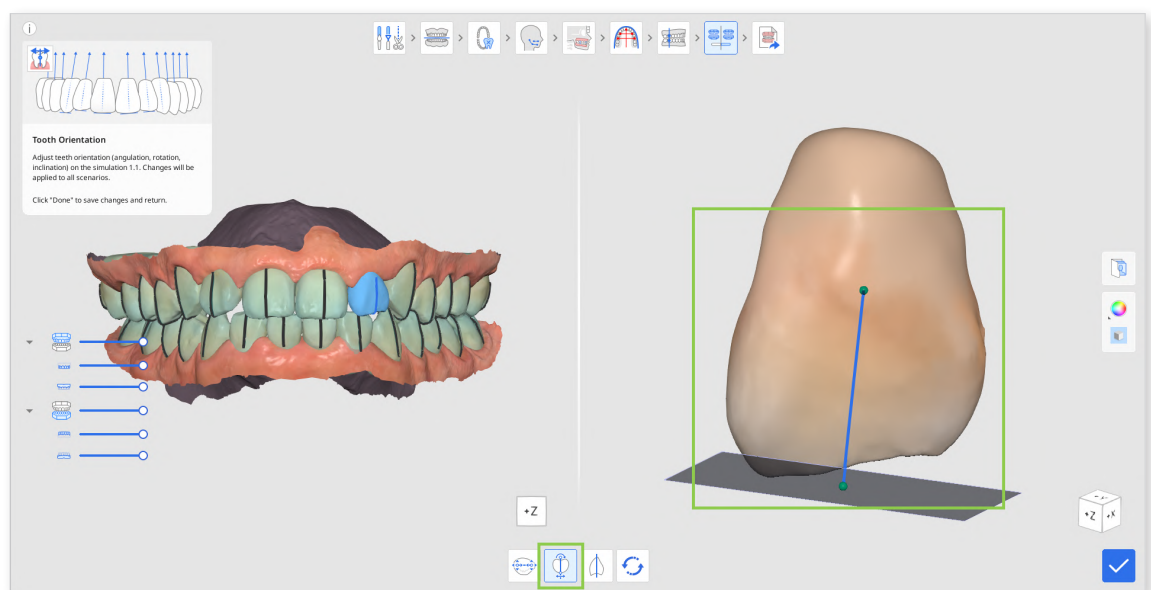 i
Tooth Orientation
Adjust teeth orientation (angulation, rotation,
inclination) on the simulation 1.1. Changes will be
applied to all scenarios.
Click "Done" to save changes and return.
+Z
+Z +X